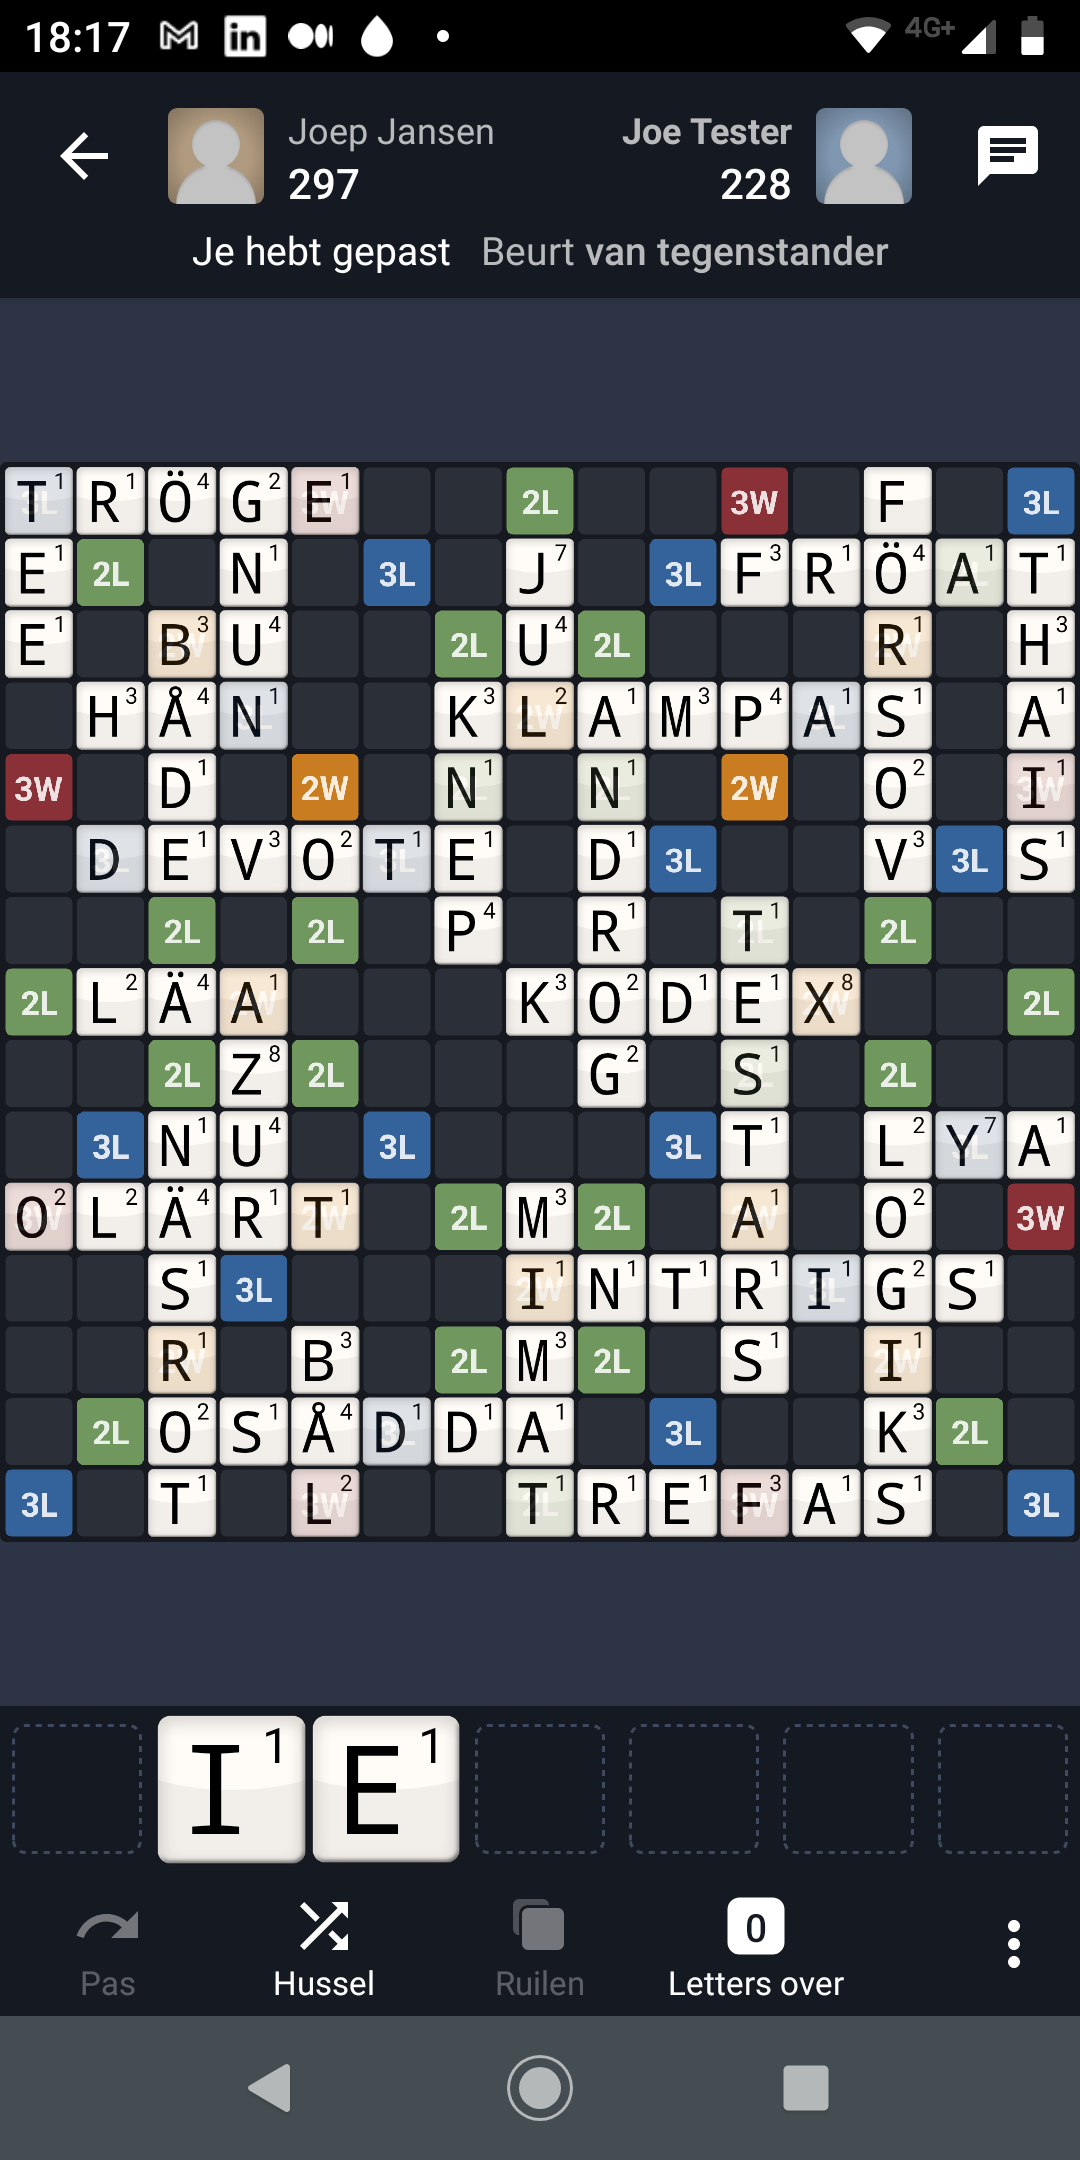 18:17 4G+
Joep Jansen Joe Tester
297 228
Je hebt gepast Beurt van tegenstander
T1 R1 Ö4 G2 E1 2L 3W F 3L
E1 2L N1 3L J7 3L F3 R1 Ö4 A1 T1
E1 B3 U4 2L U4 2L R1 H3
H3 Å4 N1 K3 L2 A1 M3 P4 A1 S1 A1
3W D1 2W N1 N1 2W O2 I1
D E1 V3 O2 T1 E1 D1 3L V3 3L S1
2L 2L P4 R1 T1 2L
2L L2 Ä4 A1 K3 O2 D1 E1 X8 2L
2L Z8 2L G2 S1 2L
3L N1 U4 3L 3L T1 L2 Y7 A1
O2 L2 Ä4 R1 T1 2L M3 2L A1 O2 3W
S1 3L I1 N1 T1 R1 I1 G2 S1
R1 B3 2L M3 2L S1 I1
2L O2 S1 Å4 D1 D1 A1 3L K3 2L
3L T1 L2 T1 R1 E1 F3 A1 S1 3L
I1 E1
0
Pas Hussel Ruilen Letters over